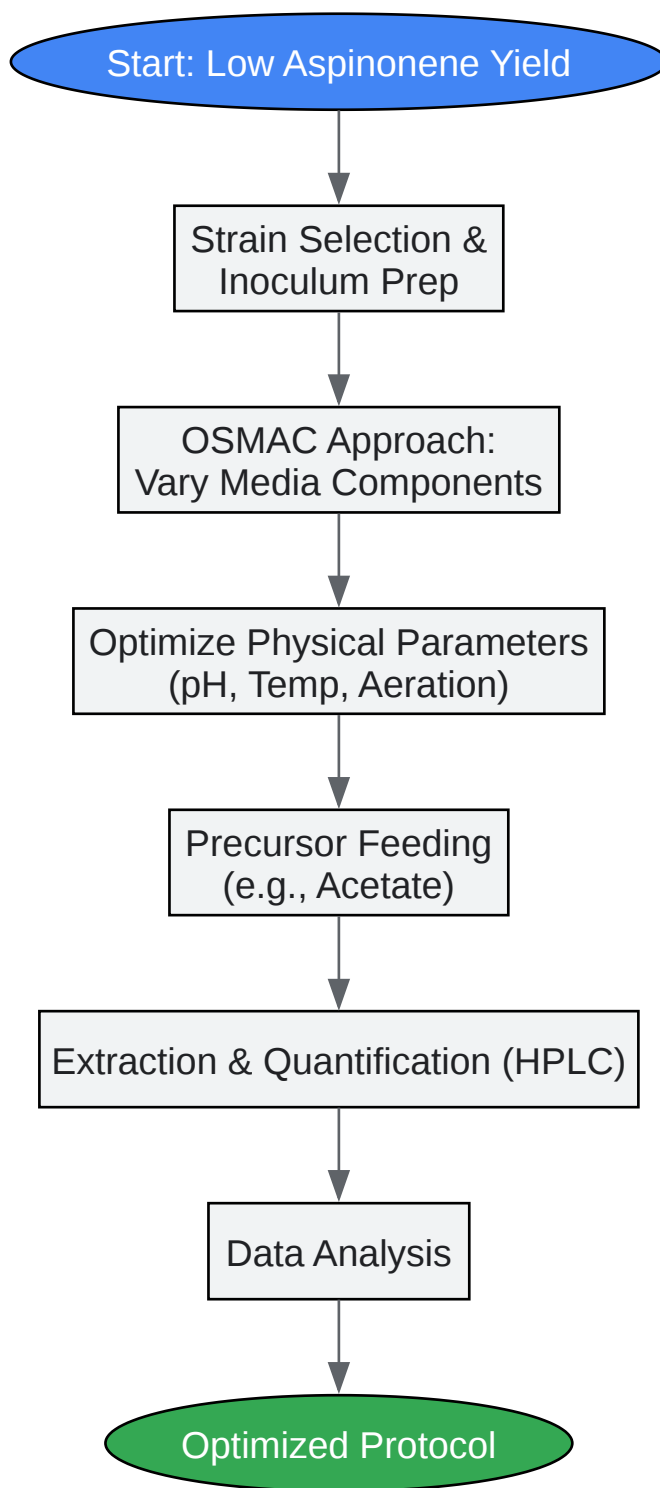 Start: Low Aspinonene Yield
Strain Selection &
Inoculum Prep
OSMAC Approach:
Vary Media Components
Optimize Physical Parameters
(pH, Temp, Aeration)
Precursor Feeding
(e.g., Acetate)
Extraction & Quantification (HPLC)
Data Analysis
Optimized Protocol